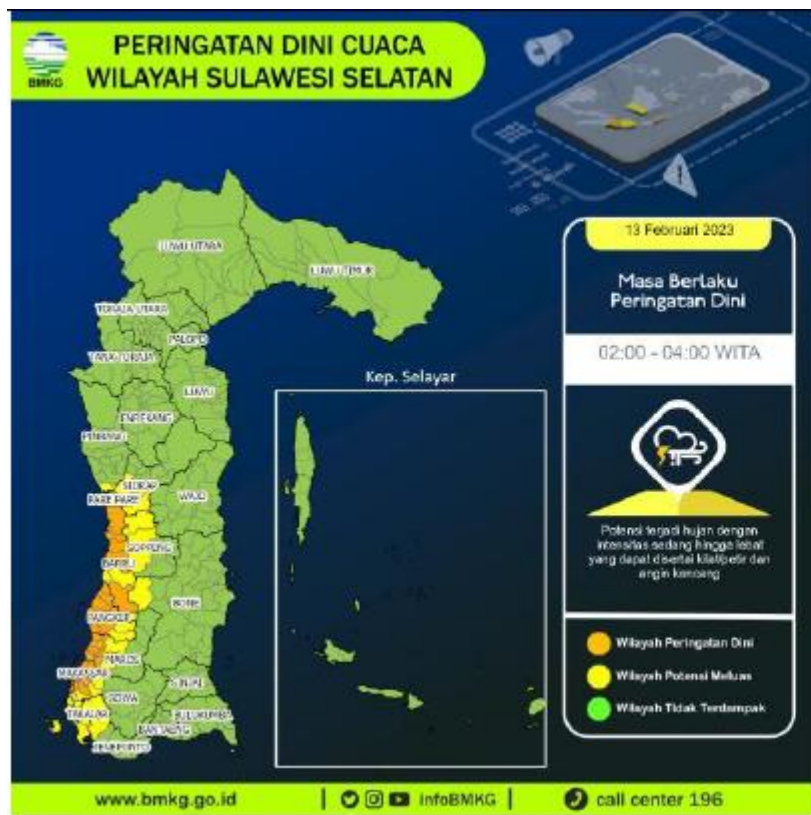 PERINGATAN DINI CUACA
WILAYAH SULAWESI SELATAN
BMKG
13 Februari 2023
Masa Berlaku
Peringatan Dini
02:00 - 04:00 WITA
Potensi terjadi hujan dengan
intensitas sedang hingga lebat
yang dapat disertai kilat/petir dan
angin kencang
Wilayah Peringatan Dini
Wilayah Potensi Meluas
Wilayah Tidak Terdampak
Kep. Selayar
LUWU UTARA
LUWU TIMUR
TORAJA UTARA
PALOPO
TANA TORAJA
LUWU
ENREKANG
PINRANG
SIDRAP
PARE PARE
WAJO
SOPPENG
BARRU
BONE
PANGKEP
MAROS
MAKASSAR
SINJAI
GOWA
TAKALAR
BULUKUMBA
BANTAENG
JENEPONTO
www.bmkg.go.id
infoBMKG
call center 196